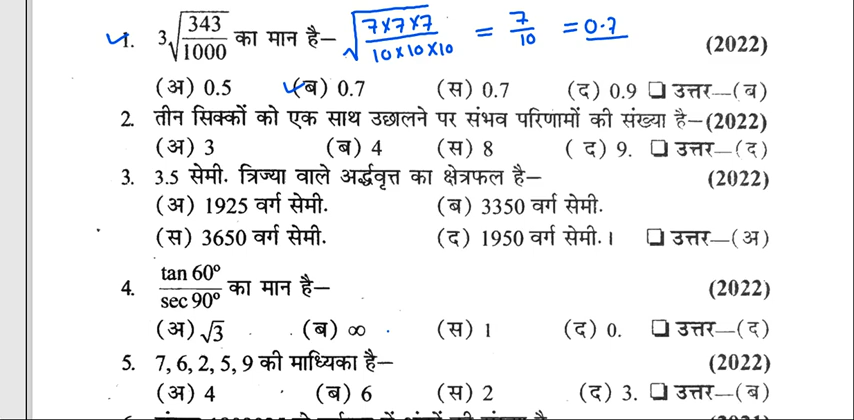 1. 3√343/1000 का मान है– √7×7×7/10×10×10 = 7/10 = 0.7 (2022)
(अ) 0.5 (ब) 0.7 (स) 0.7 (द) 0.9 ❑ उत्तर—(ब)
2. तीन सिक्कों को एक साथ उछालने पर संभव परिणामों की संख्या है–(2022)
(अ) 3 (ब) 4 (स) 8 ( द) 9. ❑ उत्तर—(द)
3. 3.5 सेमी. त्रिज्या वाले अर्द्धवृत्त का क्षेत्रफल है– (2022)
(अ) 1925 वर्ग सेमी. (ब) 3350 वर्ग सेमी.
(स) 3650 वर्ग सेमी. (द) 1950 वर्ग सेमी.। ❑ उत्तर—(अ)
4. tan 60°/sec 90° का मान है– (2022)
(अ) √3 (ब) ∞ (स) 1 (द) 0. ❑ उत्तर—(द)
5. 7, 6, 2, 5, 9 की माध्यिका है– (2022)
(अ) 4 (ब) 6 (स) 2 (द) 3. ❑ उत्तर—(ब)